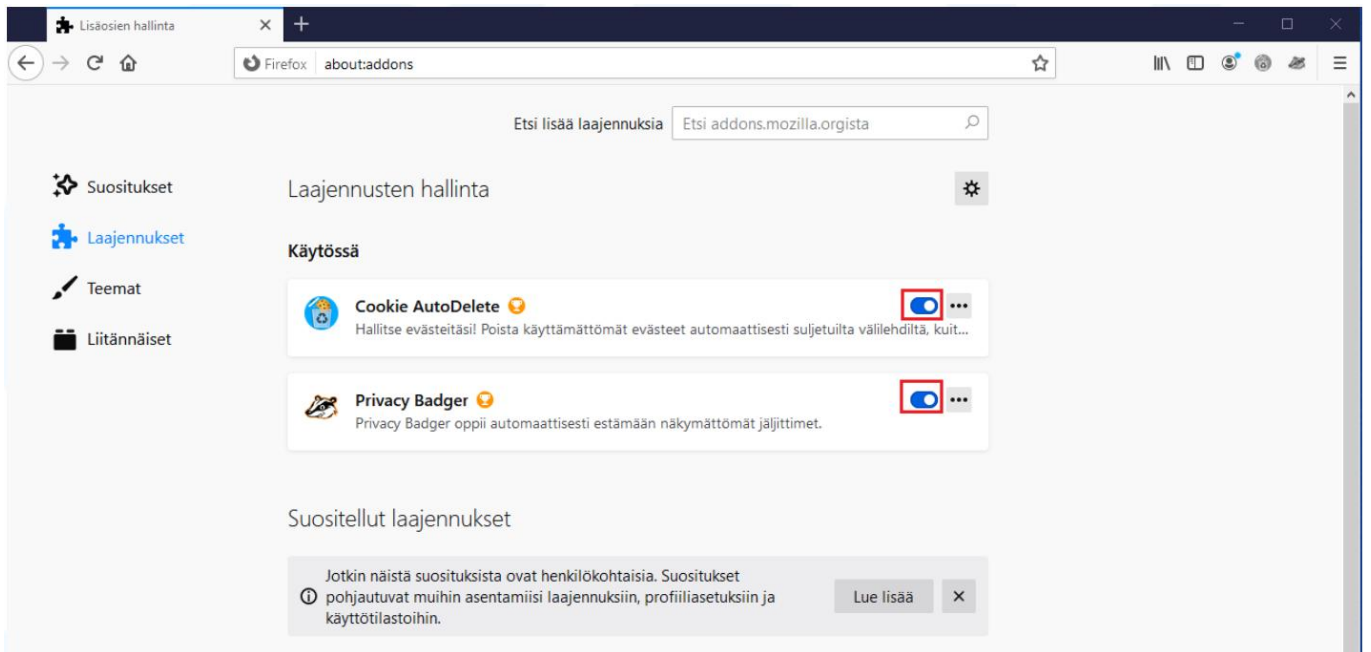 Lisäosien hallinta
Firefox about:addons
Etsi lisää laajennuksia Etsi addons.mozilla.orgista
Suositukset
Laajennukset
Teemat
Liitännäiset
Laajennusten hallinta
Käytössä
Cookie AutoDelete
Hallitse evästeitäsi! Poista käyttämättömät evästeet automaattisesti suljetuilta välilehdiltä, kuit...
Privacy Badger
Privacy Badger oppii automaattisesti estämään näkymättömät jäljittimet.
Suositellut laajennukset
Jotkin näistä suosituksista ovat henkilökohtaisia. Suositukset
pohjautuvat muihin asentamiisi laajennuksiin, profiiliasetuksiin ja
käyttötilastoihin.
Lue lisää